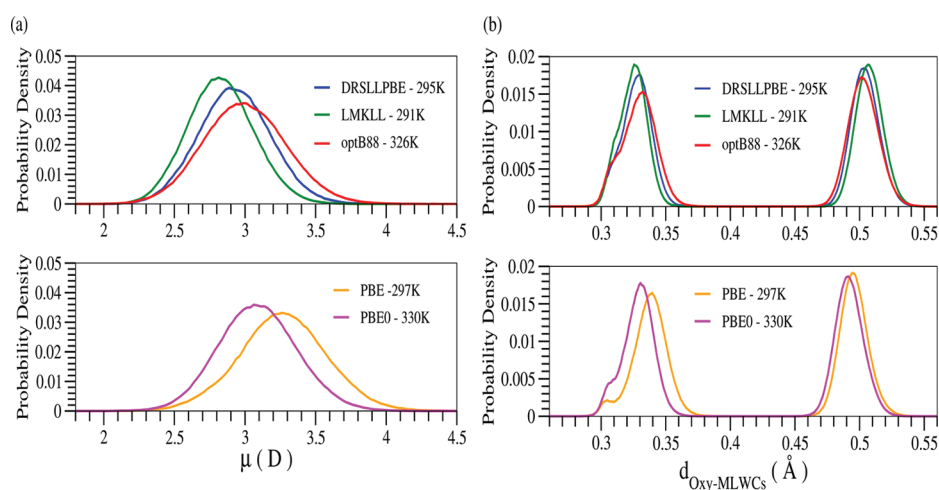 (a)
Probability Density
0.05
0.04
0.03
0.02
0.01
0
DRSLLPBE - 295K
LMKLL - 291K
optB88 - 326K
2 2.5 3 3.5 4 4.5
Probability Density
0.05
0.04
0.03
0.02
0.01
0
PBE -297K
PBE0 - 330K
2 2.5 3 3.5 4 4.5
μ ( D )
(b)
Probability Density
0.02
0.015
0.01
0.005
0
DRSLLPBE - 295K
LMKLL - 291K
optB88 - 326K
0.3 0.35 0.4 0.45 0.5 0.55
Probability Density
0.02
0.015
0.01
0.005
0
PBE - 297K
PBE0 - 330K
0.3 0.35 0.4 0.45 0.5 0.55
d Oxy-MLWCs ( Å )